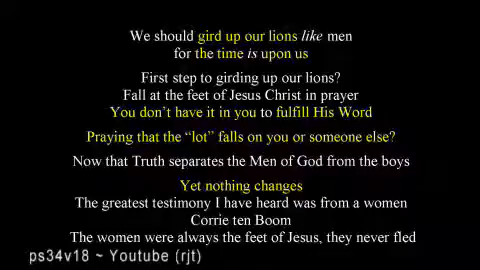 We should gird up our lions like men
for the time is upon us
First step to girding up our lions?
Fall at the feet of Jesus Christ in prayer
You don't have it in you to fulfill His Word
Praying that the “lot” falls on you or someone else?
Now that Truth separates the Men of God from the boys
Yet nothing changes
The greatest testimony I have heard was from a women
Corrie ten Boom
The women were always the feet of Jesus, they never fled
ps34v18 ~ Youtube (rjt)